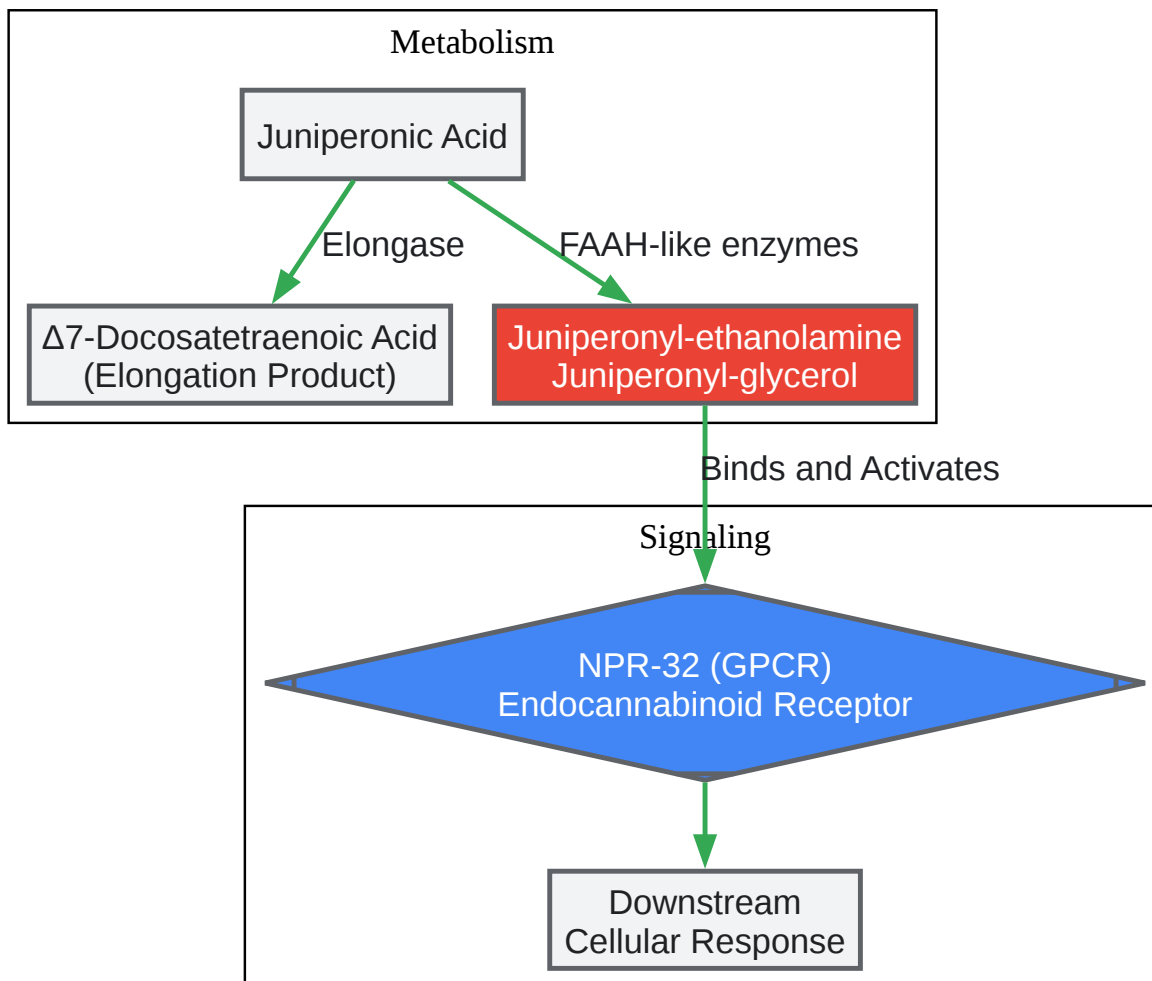 Metabolism
Juniperonic Acid
Elongase
FAAH-like enzymes
Δ7-Docosatetraenoic Acid
(Elongation Product)
Juniperonyl-ethanolamine
Juniperonyl-glycerol
Binds and Activates
Signaling
NPR-32 (GPCR)
Endocannabinoid Receptor
Downstream
Cellular Response